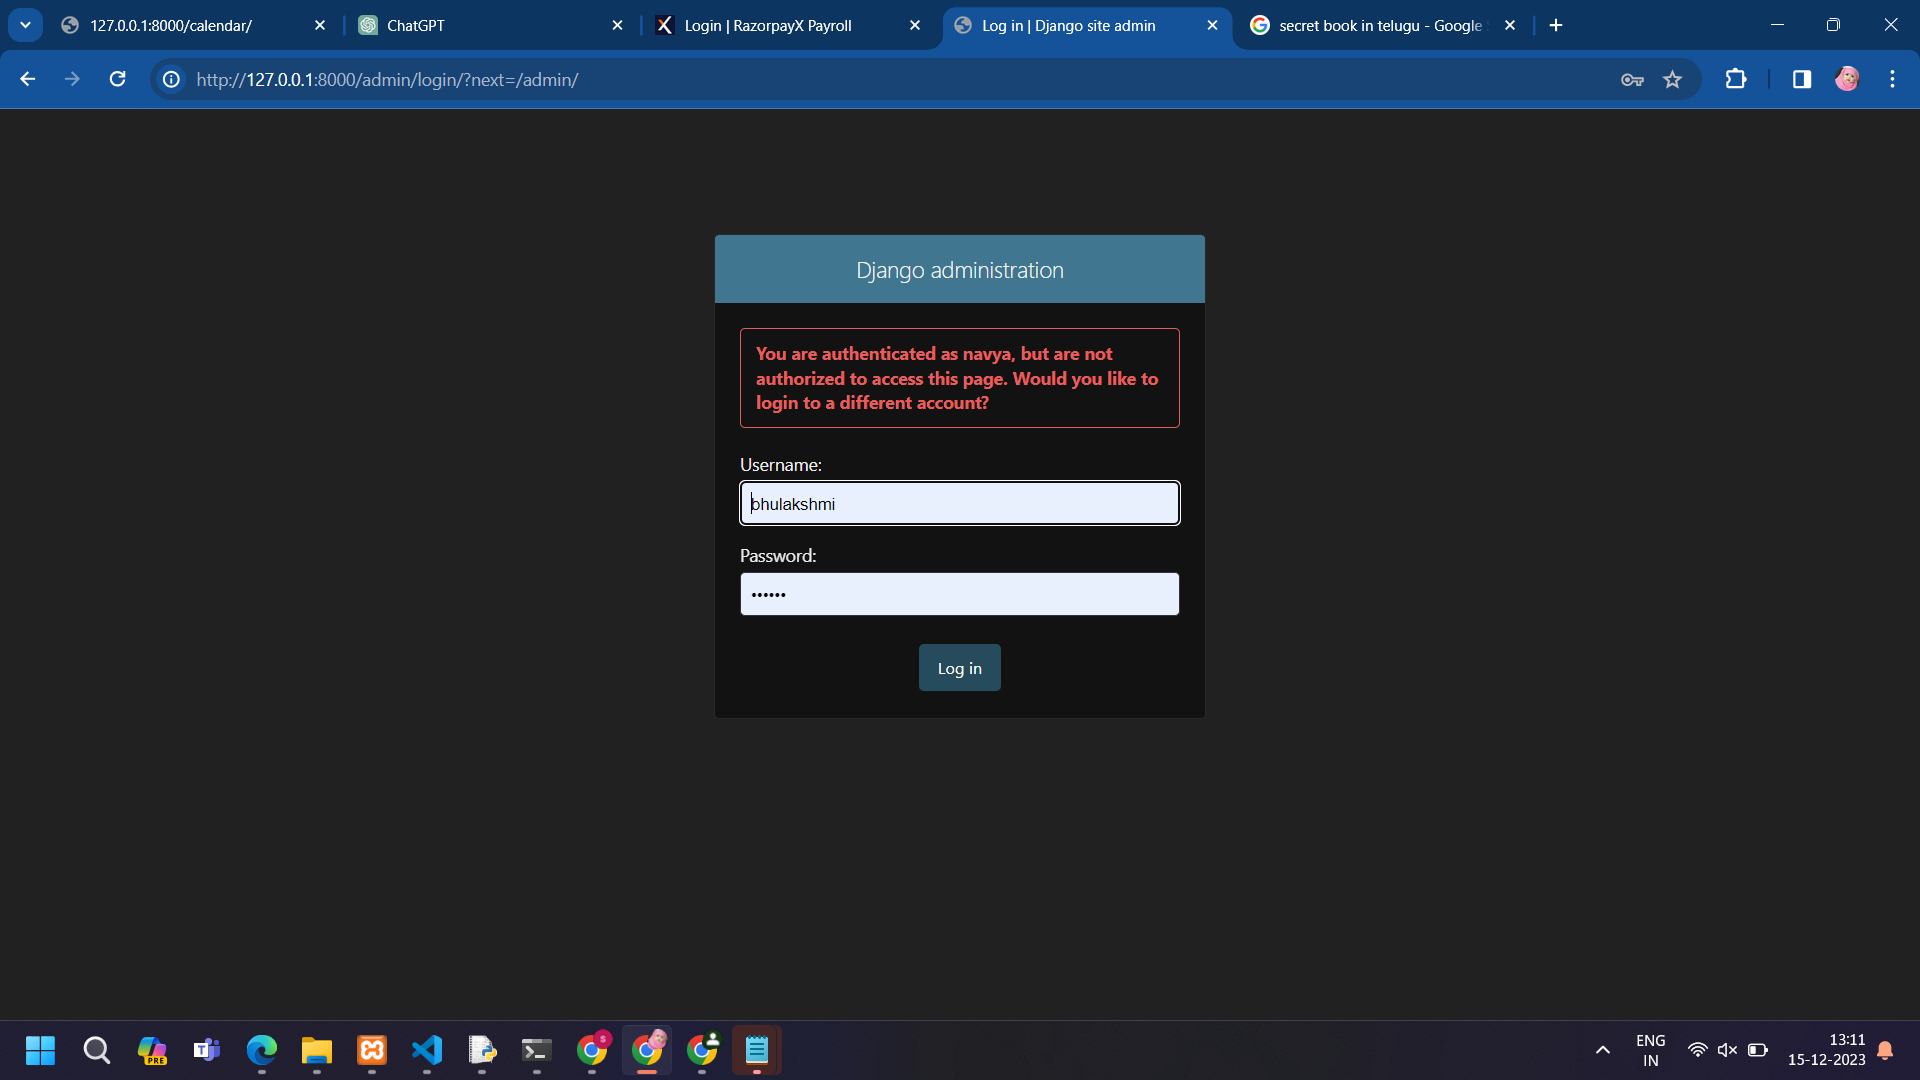 127.0.0.1:8000/calendar/
ChatGPT
Login | RazorpayX Payroll
Log in | Django site admin
secret book in telugu - Google
http://127.0.0.1:8000/admin/login/?next=/admin/
Django administration
You are authenticated as navya, but are not
authorized to access this page. Would you like to
login to a different account?
Username:
bhulakshmi
Password:
••••••
Log in
PRE
S
ENG
IN
13:11
15-12-2023